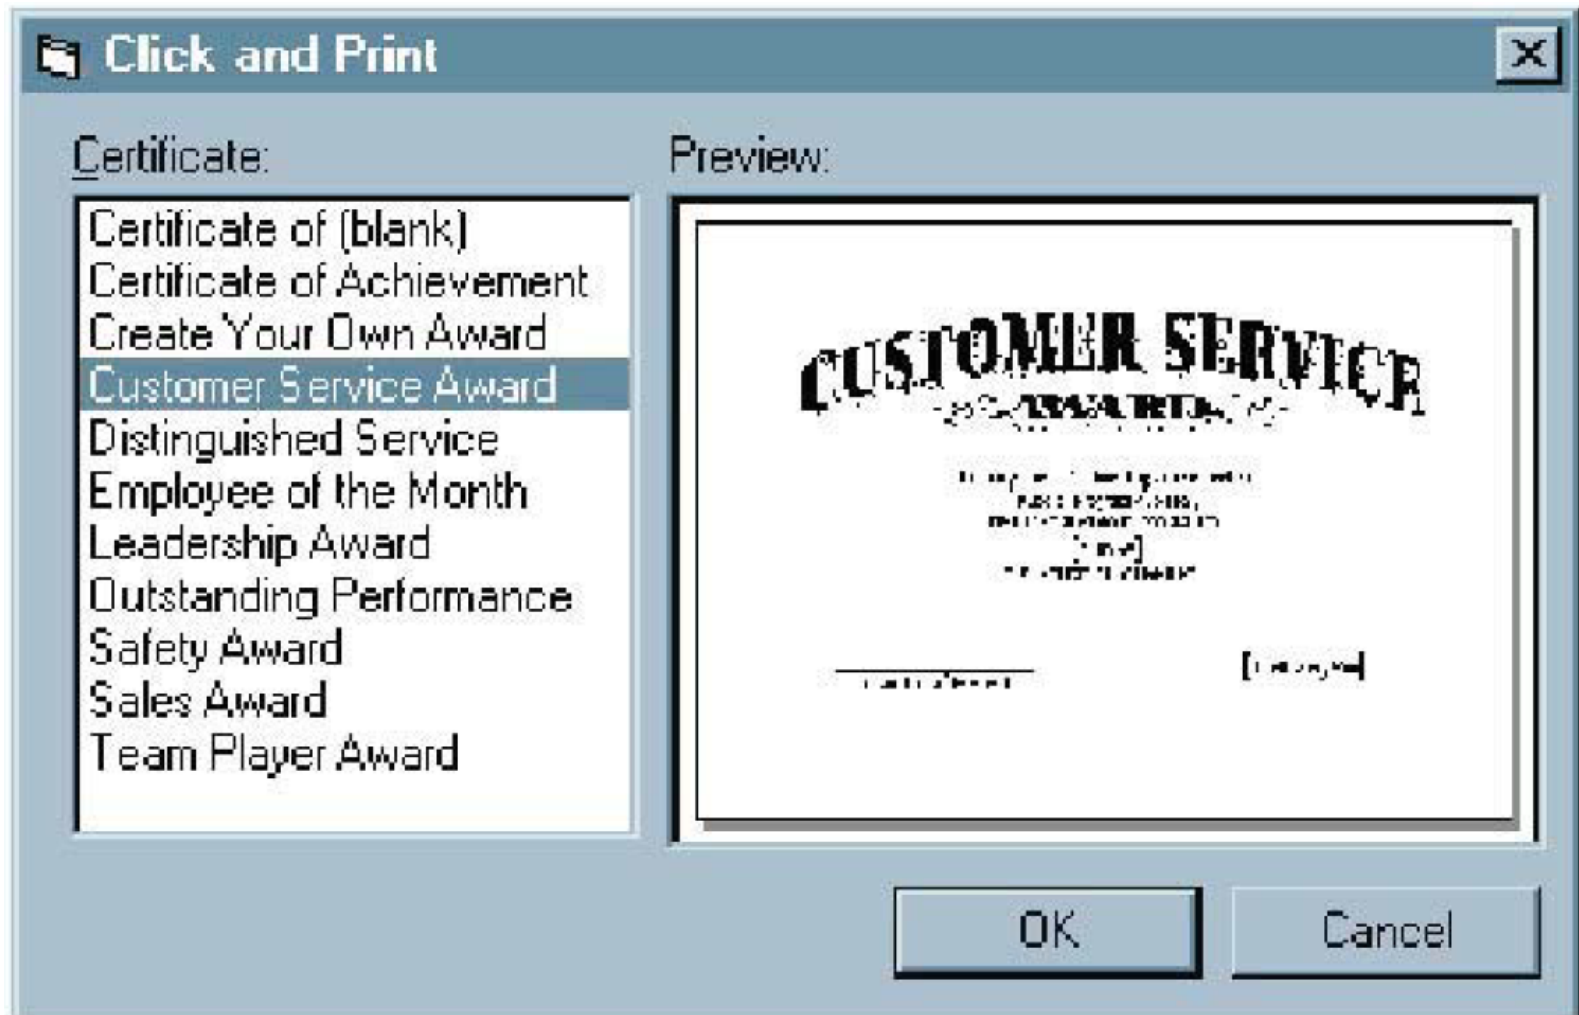 Click and Print
Certificate:
Certificate of (blank)
Certificate of Achievement
Create Your Own Award
Customer Service Award
Distinguished Service
Employee of the Month
Leadership Award
Outstanding Performance
Safety Award
Sales Award
Team Player Award
Preview:
CUSTOMER SERVICE
AWARD
OK
Cancel